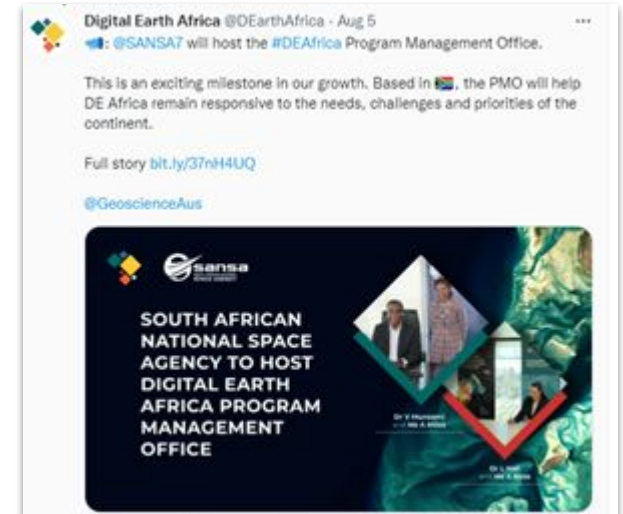 Digital Earth Africa @DEarthAfrica · Aug 5
📢: @SANSA7 will host the #DEAfrica Program Management Office.
This is an exciting milestone in our growth. Based in 🇿🇦, the PMO will help
DE Africa remain responsive to the needs, challenges and priorities of the
continent.
Full story bit.ly/37nH4UQ
@GeoscienceAus
sansa
SOUTH AFRICAN
NATIONAL SPACE
AGENCY TO HOST
DIGITAL EARTH
AFRICA PROGRAM
MANAGEMENT
OFFICE
Dr V Munsami